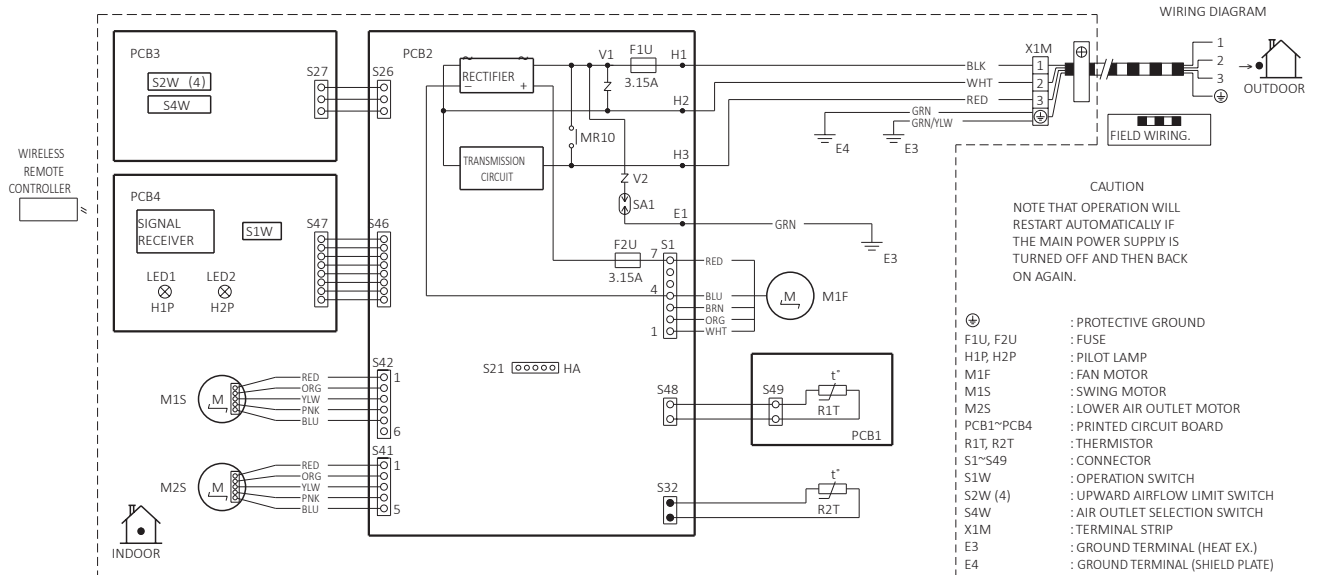 WIRING DIAGRAM
PCB3
S2W (4)
S4W
S27
S26
PCB2
RECTIFIER
−
+
V1
F1U
3.15A
H1
H2
MR10
TRANSMISSION
CIRCUIT
H3
V2
SA1
E1
BLK
WHT
RED
GRN
GRN/YLW
E4
E3
X1M
1
2
3
1
2
3
OUTDOOR
FIELD WIRING.
GRN
E3
WIRELESS
REMOTE
CONTROLLER
PCB4
SIGNAL
RECEIVER
S1W
LED1
H1P
LED2
H2P
S47
S46
F2U
3.15A
S1
7
4
1
RED
BLU
BRN
ORG
WHT
M
M1F
S21
HA
M1S
M
RED
ORG
YLW
PNK
BLU
S42
1
6
M2S
M
RED
ORG
YLW
PNK
BLU
S41
1
5
S48
S49
t°
R1T
PCB1
S32
t°
R2T
INDOOR
CAUTION
NOTE THAT OPERATION WILL
RESTART AUTOMATICALLY IF
THE MAIN POWER SUPPLY IS
TURNED OFF AND THEN BACK
ON AGAIN.
: PROTECTIVE GROUND
F1U, F2U : FUSE
H1P, H2P : PILOT LAMP
M1F : FAN MOTOR
M1S : SWING MOTOR
M2S : LOWER AIR OUTLET MOTOR
PCB1~PCB4 : PRINTED CIRCUIT BOARD
R1T, R2T : THERMISTOR
S1~S49 : CONNECTOR
S1W : OPERATION SWITCH
S2W (4) : UPWARD AIRFLOW LIMIT SWITCH
S4W : AIR OUTLET SELECTION SWITCH
X1M : TERMINAL STRIP
E3 : GROUND TERMINAL (HEAT EX.)
E4 : GROUND TERMINAL (SHIELD PLATE)